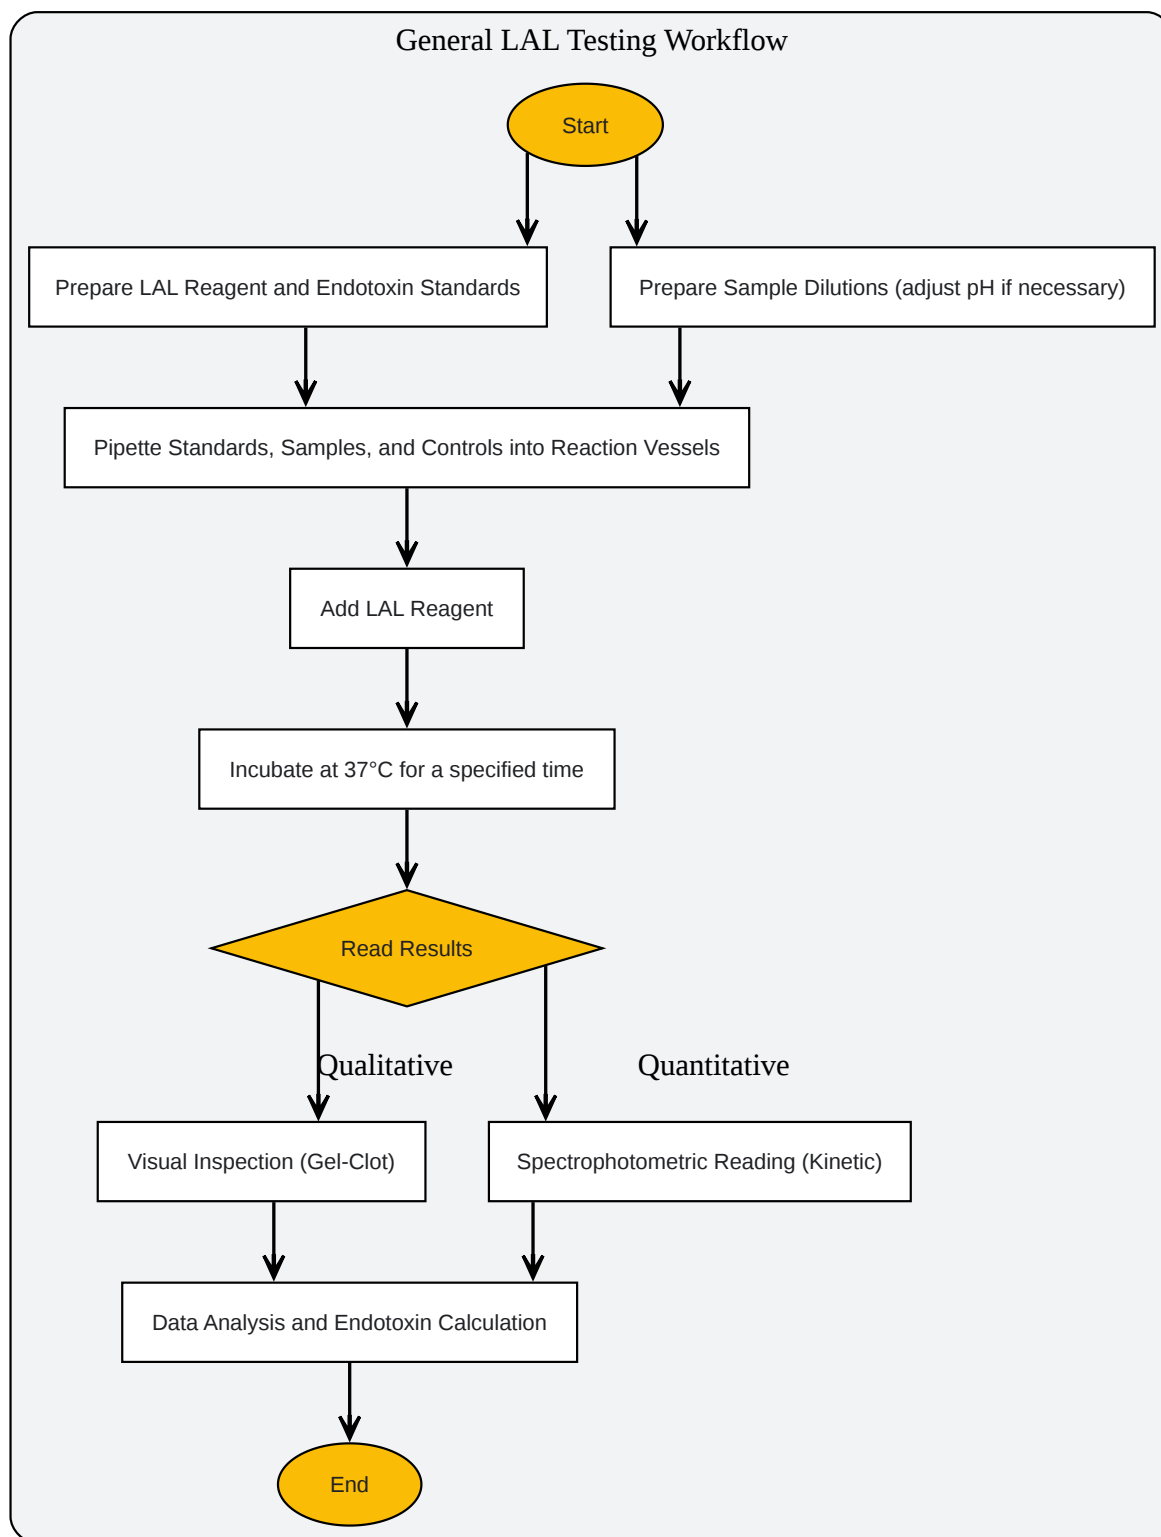 General LAL Testing Workflow
Start
Prepare LAL Reagent and Endotoxin Standards
Prepare Sample Dilutions (adjust pH if necessary)
Pipette Standards, Samples, and Controls into Reaction Vessels
Add LAL Reagent
Incubate at 37°C for a specified time
Read Results
Qualitative
Quantitative
Visual Inspection (Gel-Clot)
Spectrophotometric Reading (Kinetic)
Data Analysis and Endotoxin Calculation
End